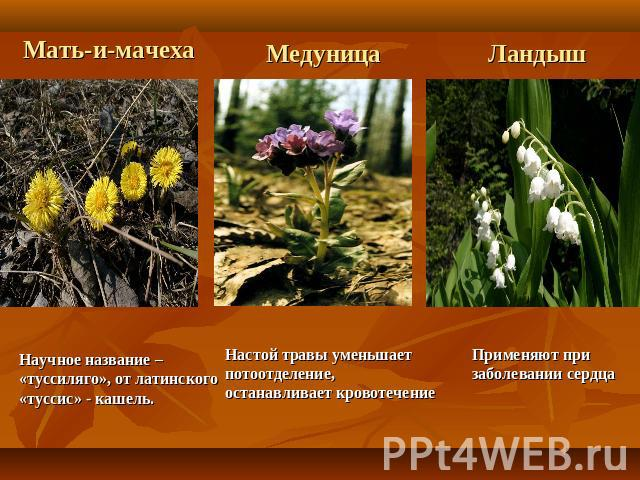 Мать-и-мачеха
Медуница
Ландыш
Научное название –
«туссиляго», от латинского
«туссис» - кашель.
Настой травы уменьшает
потоотделение,
останавливает кровотечение
Применяют при
заболевании сердца
PPt4WEB.ru